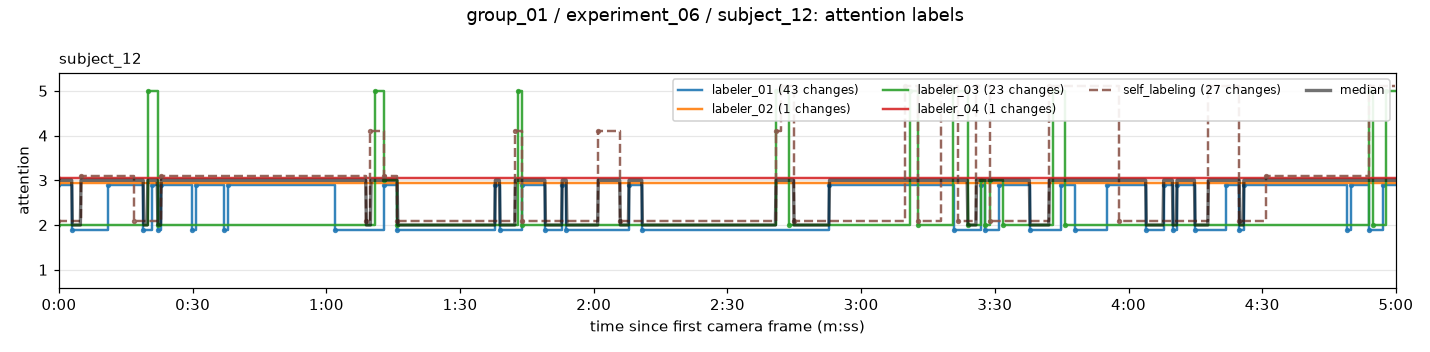 group_01 / experiment_06 / subject_12: attention labels
subject_12
labeler_01 (43 changes)
labeler_02 (1 changes)
labeler_03 (23 changes)
labeler_04 (1 changes)
self_labeling (27 changes)
median
attention
5
4
3
2
1
0:00 0:30 1:00 1:30 2:00 2:30 3:00 3:30 4:00 4:30 5:00
time since first camera frame (m:ss)